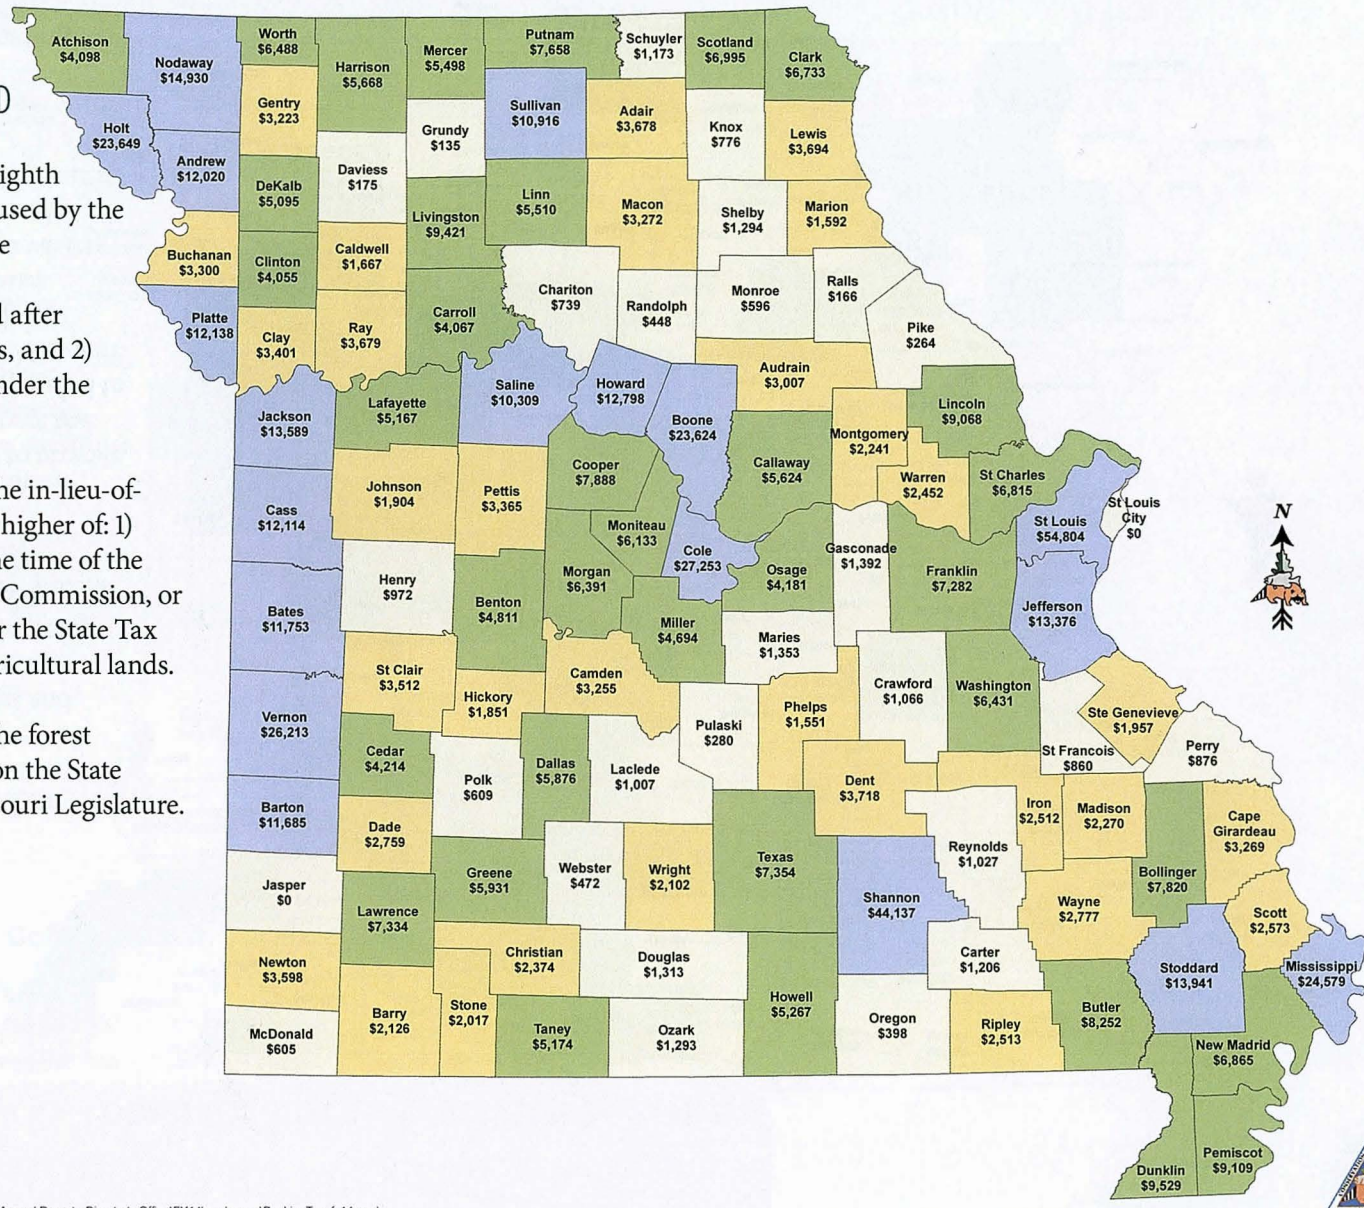 Atchison
$4,098
Nodaway
$14,930
Worth
$6,488
Harrison
$5,668
Mercer
$5,498
Putnam
$7,658
Schuyler
$1,173
Scotland
$6,995
Clark
$6,733
Holt
$23,649
Andrew
$12,020
Gentry
$3,223
DeKalb
$5,095
Daviess
$175
Grundy
$135
Sullivan
$10,916
Adair
$3,678
Knox
$776
Lewis
$3,694
Livingston
$9,421
Linn
$5,510
Macon
$3,272
Shelby
$1,294
Marion
$1,592
Buchanan
$3,300
Clinton
$4,055
Caldwell
$1,667
Platte
$12,138
Clay
$3,401
Ray
$3,679
Carroll
$4,067
Chariton
$739
Randolph
$448
Monroe
$596
Ralls
$166
Pike
$264
Audrain
$3,007
Jackson
$13,589
Lafayette
$5,167
Saline
$10,309
Howard
$12,798
Boone
$23,624
Callaway
$5,624
Montgomery
$2,241
Lincoln
$9,068
Warren
$2,452
St Charles
$6,815
St Louis
City
$0
St Louis
$54,804
Cass
$12,114
Johnson
$1,904
Pettis
$3,365
Cooper
$7,888
Moniteau
$6,133
Cole
$27,253
Osage
$4,181
Gasconade
$1,392
Franklin
$7,282
Jefferson
$13,376
Bates
$11,753
Henry
$972
Benton
$4,811
Morgan
$6,391
Miller
$4,694
Maries
$1,353
St Clair
$3,512
Hickory
$1,851
Camden
$3,255
Pulaski
$280
Phelps
$1,551
Crawford
$1,066
Washington
$6,431
St Francois
$860
Ste Genevieve
$1,957
Perry
$876
Vernon
$26,213
Cedar
$4,214
Polk
$609
Dallas
$5,876
Laclede
$1,007
Dent
$3,718
Iron
$2,512
Madison
$2,270
Bollinger
$7,820
Cape
Girardeau
$3,269
Barton
$11,685
Dade
$2,759
Greene
$5,931
Webster
$472
Wright
$2,102
Texas
$7,354
Shannon
$44,137
Reynolds
$1,027
Wayne
$2,777
Scott
$2,573
Jasper
$0
Lawrence
$7,334
Christian
$2,374
Douglas
$1,313
Howell
$5,267
Carter
$1,206
Stoddard
$13,941
Mississippi
$24,579
Newton
$3,598
McDonald
$605
Barry
$2,126
Stone
$2,017
Taney
$5,174
Ozark
$1,293
Oregon
$398
Ripley
$2,513
Butler
$8,252
New Madrid
$6,865
Dunklin
$9,529
Pemiscot
$9,109
N
used by the
after
s, and 2)
nder the
in-lieu-of-
higher of: 1)
time of the
Commission, or
the State Tax
ricultural lands.
forest
on the State
ouri Legislature.